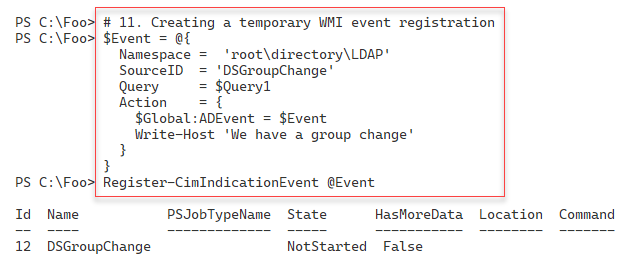 PS C:\Foo> # 11. Creating a temporary WMI event registration
PS C:\Foo> $Event = @{
  Namespace =  'root\directory\LDAP'
  SourceID  = 'DSGroupChange'
  Query     = $Query1
  Action    = {
    $Global:ADEvent = $Event
    Write-Host 'We have a group change'
  }
}
PS C:\Foo> Register-CimIndicationEvent @Event
Id  Name           PSJobTypeName  State      HasMoreData  Location  Command
--  ----           -------------  -----      -----------  --------  -------
12  DSGroupChange                 NotStarted  False